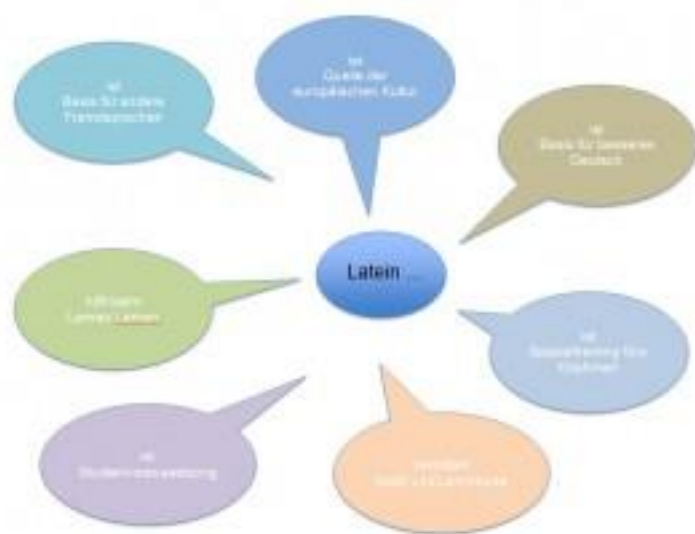 ist
Quelle der
europäischen Kultur
ist
Basis für andere
Fremdsprachen
ist
Basis für besseres
Deutsch
Latein ...
hilft beim
Lernen Lernen
ist
ist
Studienvoraussetzung